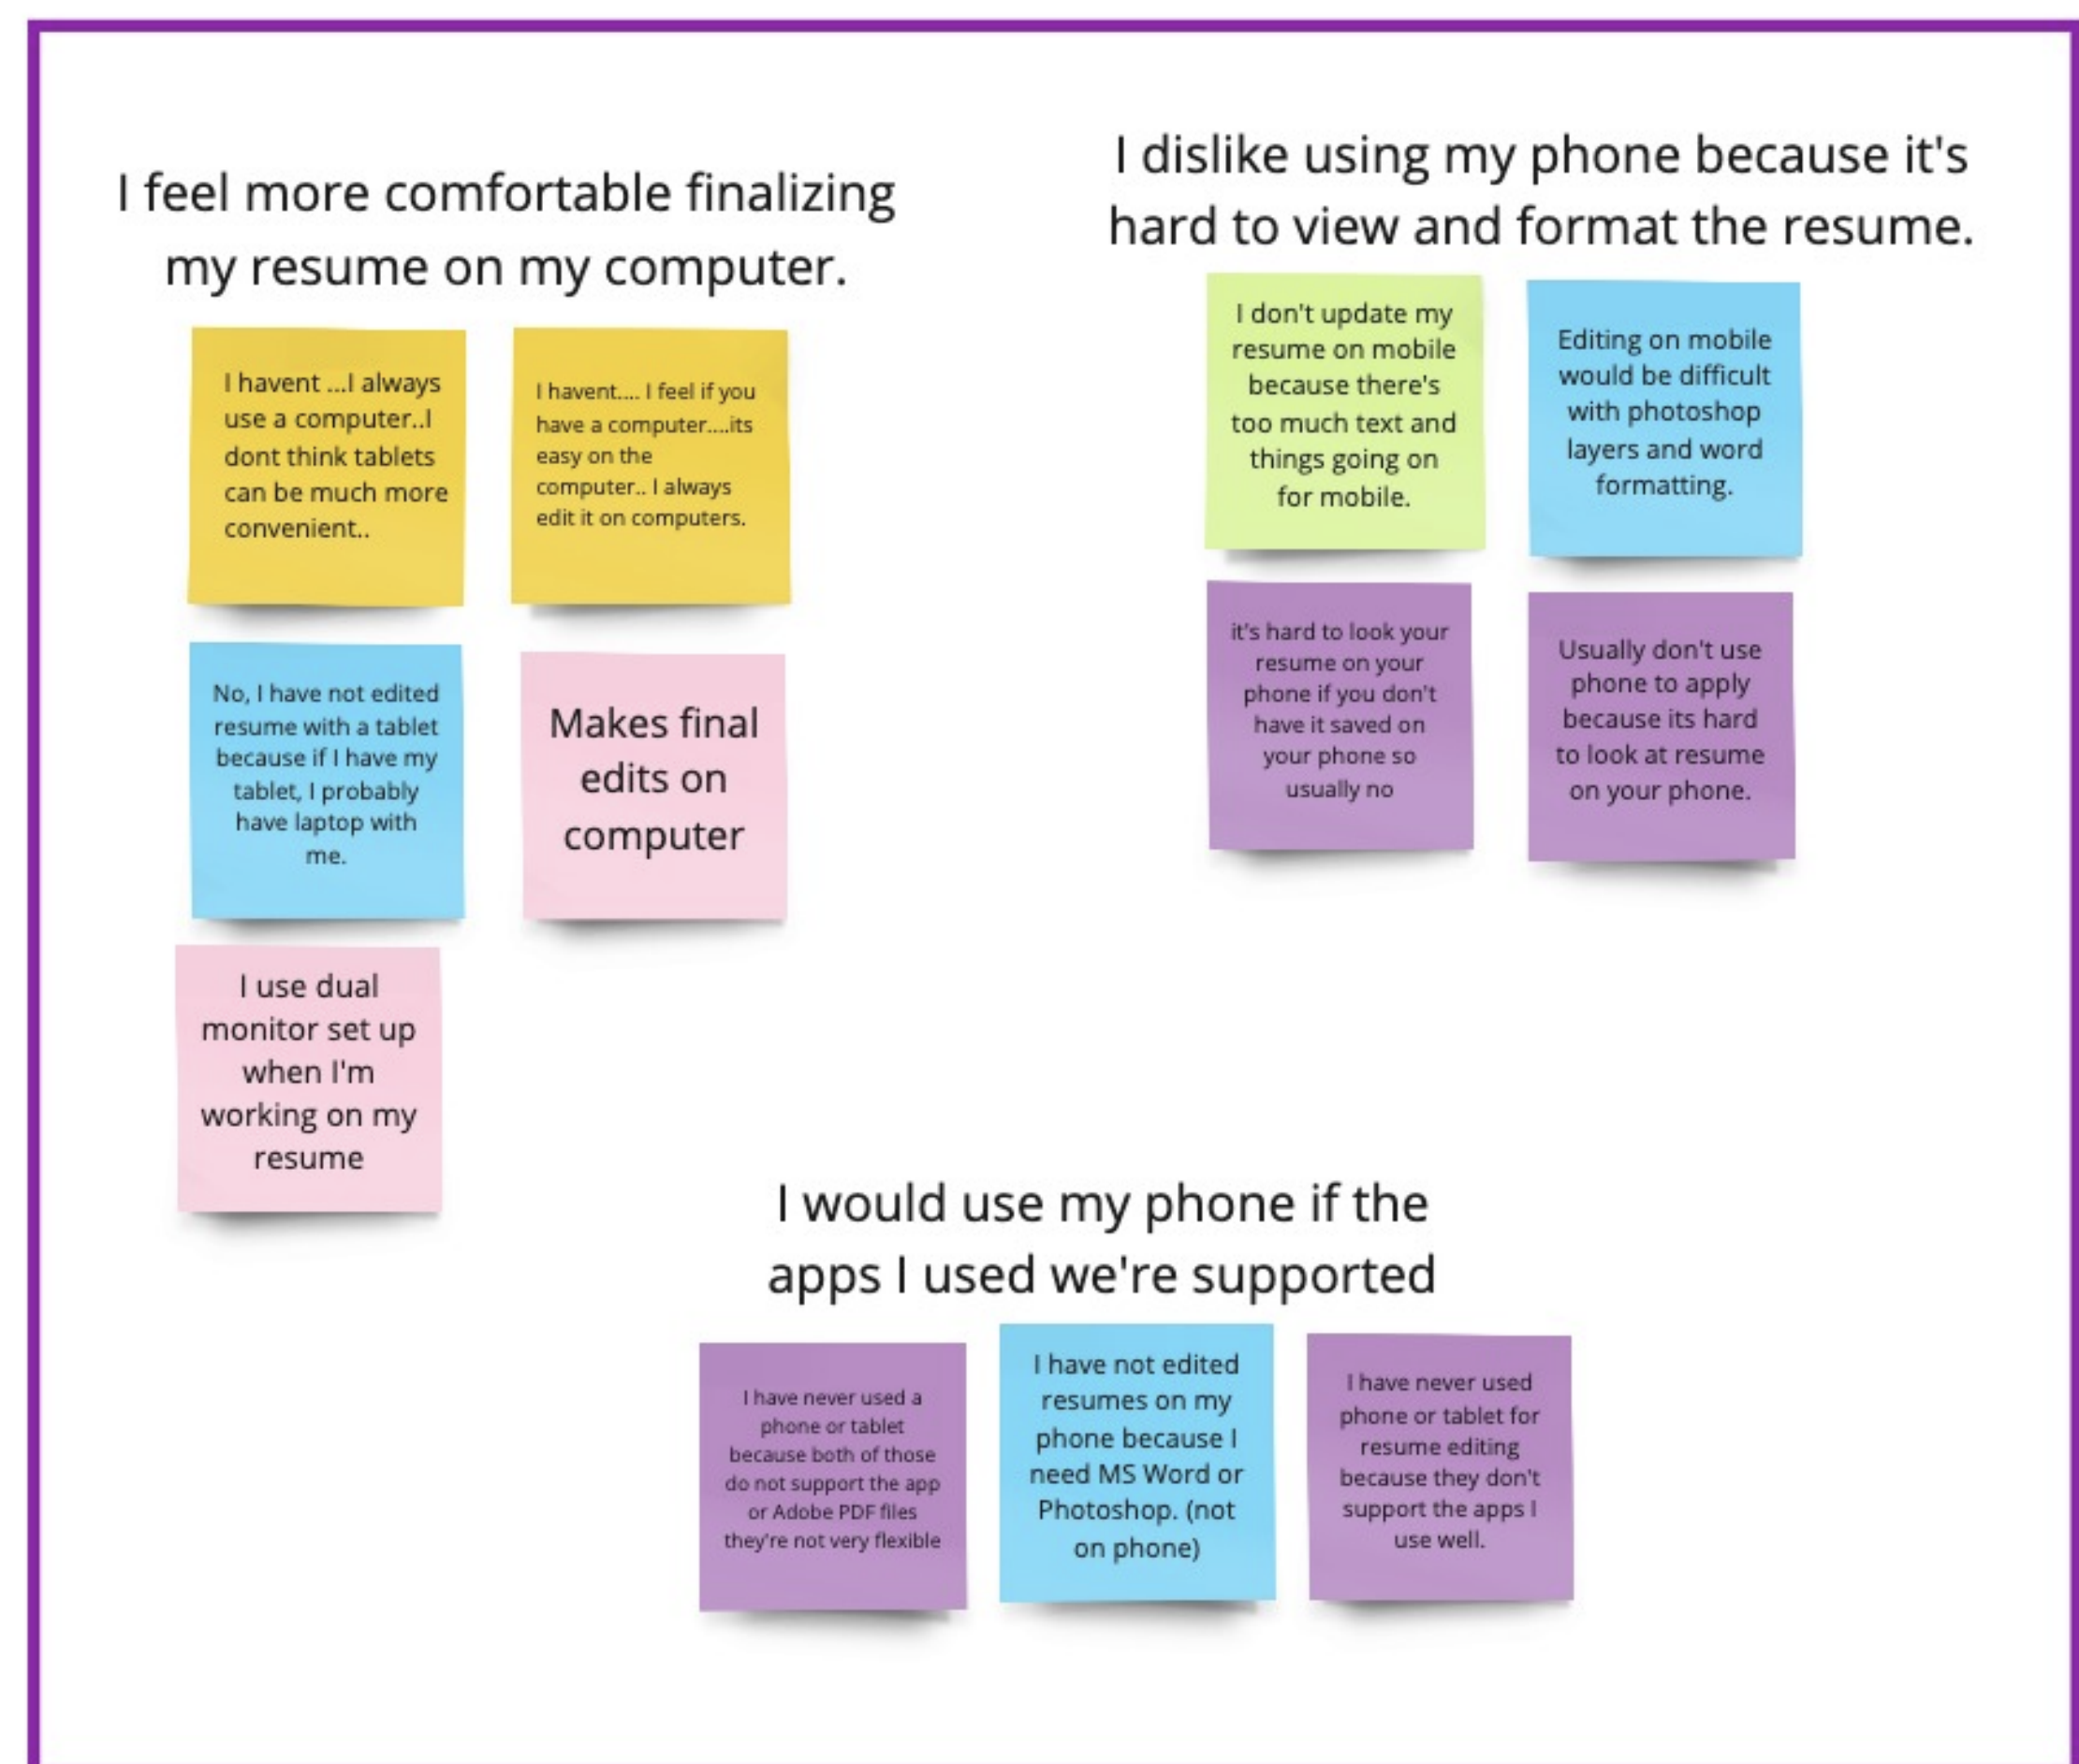 I feel more comfortable finalizing
my resume on my computer.
I havent ...I always
use a computer..I
dont think tablets
can be much more
convenient..
I havent.... I feel if you
have a computer....its
easy on the
computer.. I always
edit it on computers.
No, I have not edited
resume with a tablet
because if I have my
tablet, I probably
have laptop with
me.
Makes final
edits on
computer
I use dual
monitor set up
when I'm
working on my
resume
I dislike using my phone because it's
hard to view and format the resume.
I don't update my
resume on mobile
because there's
too much text and
things going on
for mobile.
Editing on mobile
would be difficult
with photoshop
layers and word
formatting.
it's hard to look your
resume on your
phone if you don't
have it saved on
your phone so
usually no
Usually don't use
phone to apply
because its hard
to look at resume
on your phone.
I would use my phone if the
apps I used we're supported
I have never used a
phone or tablet
because both of those
do not support the app
or Adobe PDF files
they're not very flexible
I have not edited
resumes on my
phone because I
need MS Word or
Photoshop. (not
on phone)
I have never used
phone or tablet for
resume editing
because they don't
support the apps I
use well.